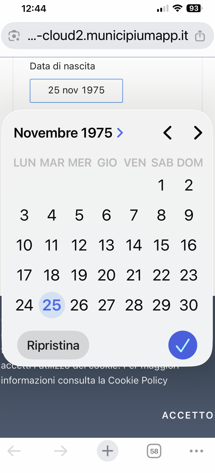 12:44
93
...-cloud2.municipiumapp.it
Data di nascita
25 nov 1975
Novembre 1975
LUN MAR MER GIO VEN SAB DOM
1 2
3 4 5 6 7 8 9
10 11 12 13 14 15 16
17 18 19 20 21 22 23
24 25 26 27 28 29 30
Ripristina
informazioni consulta la Cookie Policy
ACCETTO
58